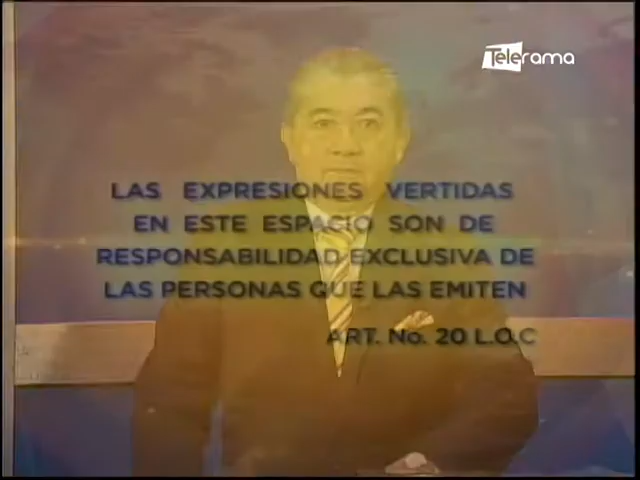 Telerama
LAS EXPRESIONES VERTIDAS
EN ESTE ESPACIO SON DE
RESPONSABILIDAD EXCLUSIVA DE
LAS PERSONAS QUE LAS EMITEN
ART. No. 20 L.O.C